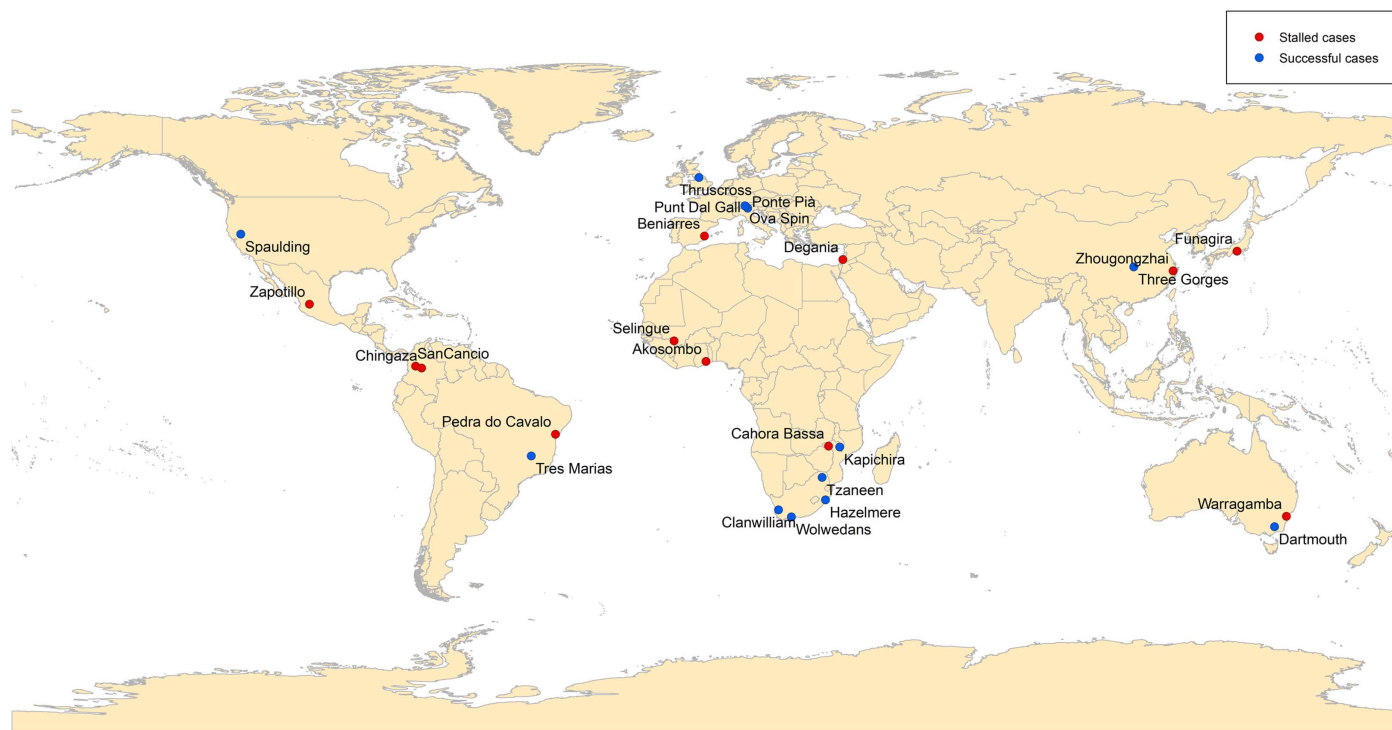 Stalled cases
Successful cases
Thruscross
Punt Dal Gall
Ponte Pià
Ova Spin
Beniarres
Degania
Funagira
Zhougongzhai
Three Gorges
Spaulding
Zapotillo
Selingue
Akosombo
Chingaza
SanCancio
Pedra do Cavalo
Tres Marias
Cahora Bassa
Kapichira
Tzaneen
Hazelmere
Clanwilliam
Wolwedans
Warragamba
Dartmouth